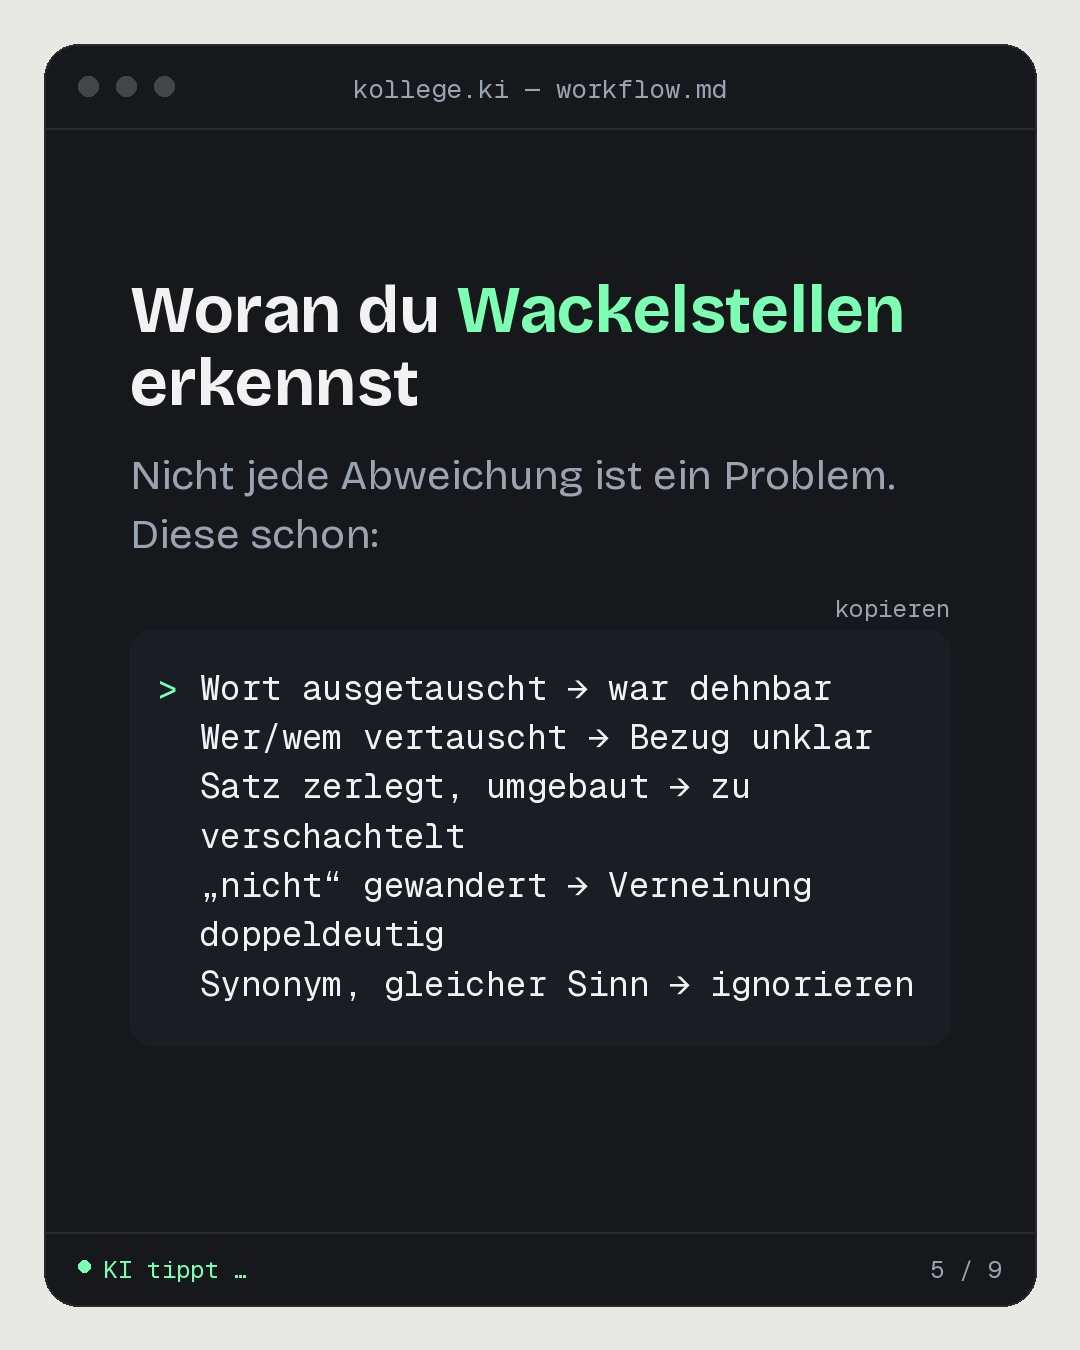 kollege.ki — workflow.md
Woran du Wackelstellen
erkennst
Nicht jede Abweichung ist ein Problem.
Diese schon:
kopieren
> Wort ausgetauscht → war dehnbar
Wer/wem vertauscht → Bezug unklar
Satz zerlegt, umgebaut → zu
verschachtelt
„nicht“ gewandert → Verneinung
doppeldeutig
Synonym, gleicher Sinn → ignorieren
KI tippt …
5 / 9